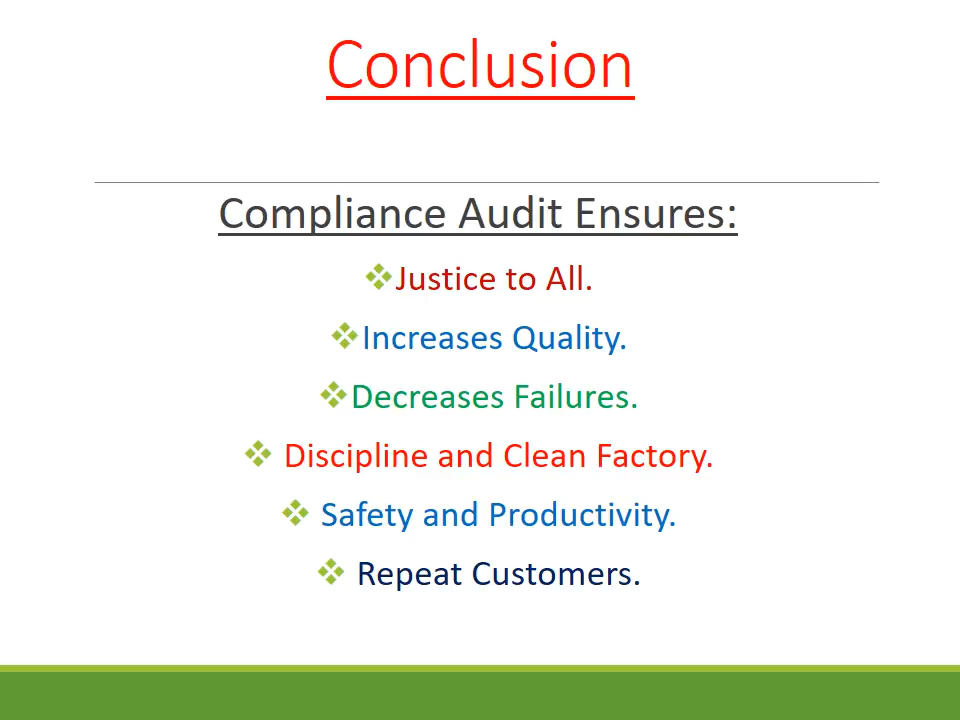 Conclusion
Compliance Audit Ensures:
❖Justice to All.
❖Increases Quality.
❖Decreases Failures.
❖ Discipline and Clean Factory.
❖ Safety and Productivity.
❖ Repeat Customers.